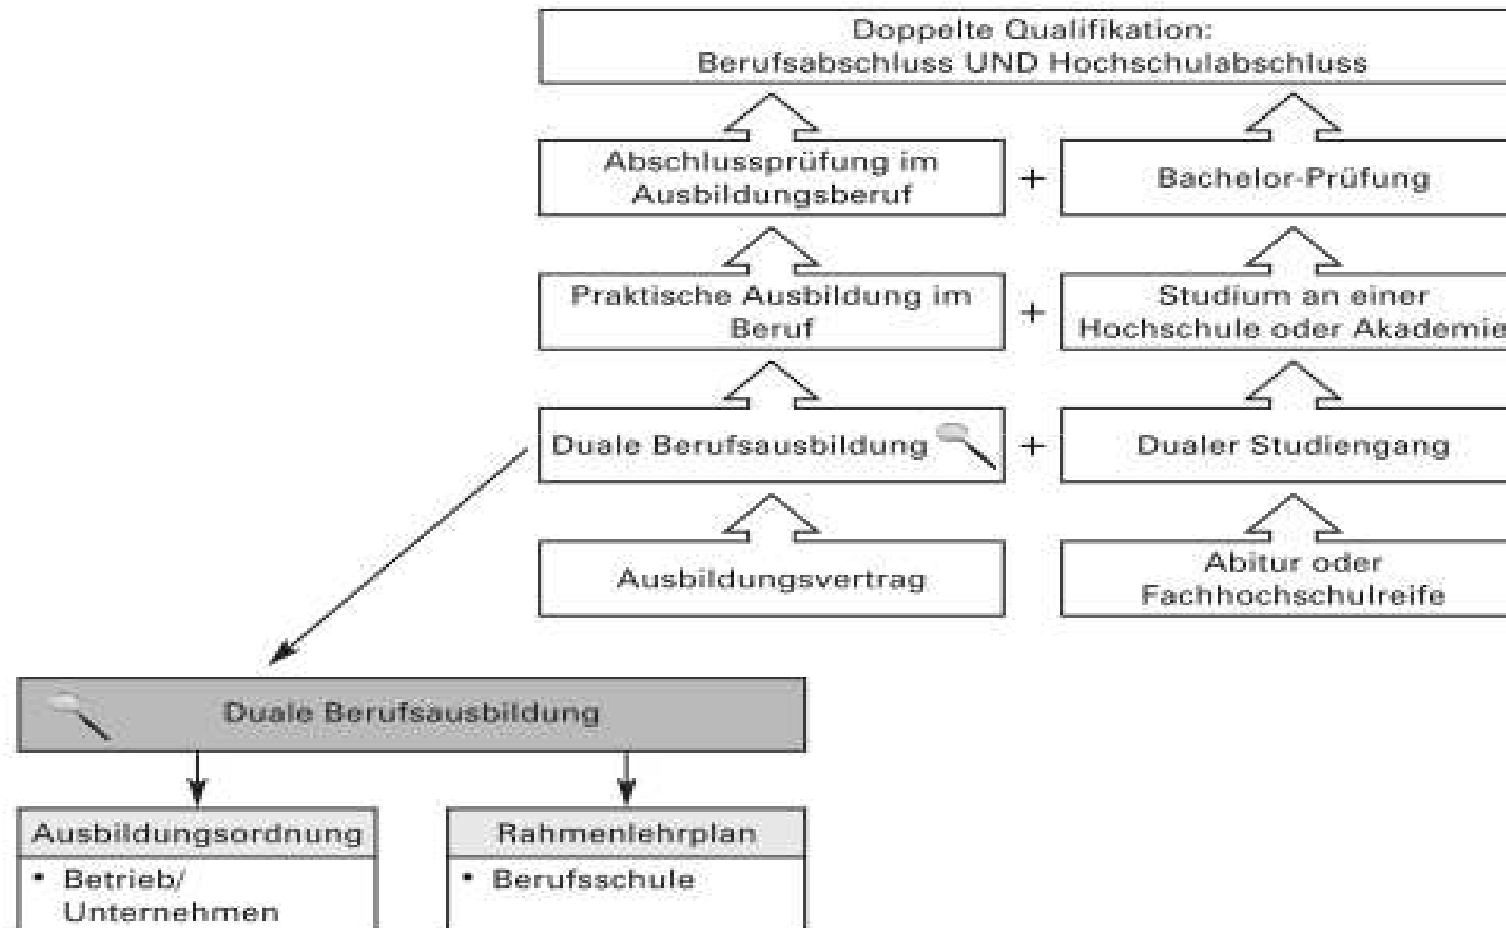 Doppelte Qualifikation:
Berufsabschluss UND Hochschulabschluss
Abschlussprüfung im
Ausbildungsberuf
+
Bachelor-Prüfung
Praktische Ausbildung im
Beruf
+
Studium an einer
Hochschule oder Akademie
Duale Berufsausbildung
+
Dualer Studiengang
Ausbildungsvertrag
Abitur oder
Fachhochschulreife
Duale Berufsausbildung
Ausbildungsordnung
• Betrieb/
Unternehmen
Rahmenlehrplan
• Berufsschule